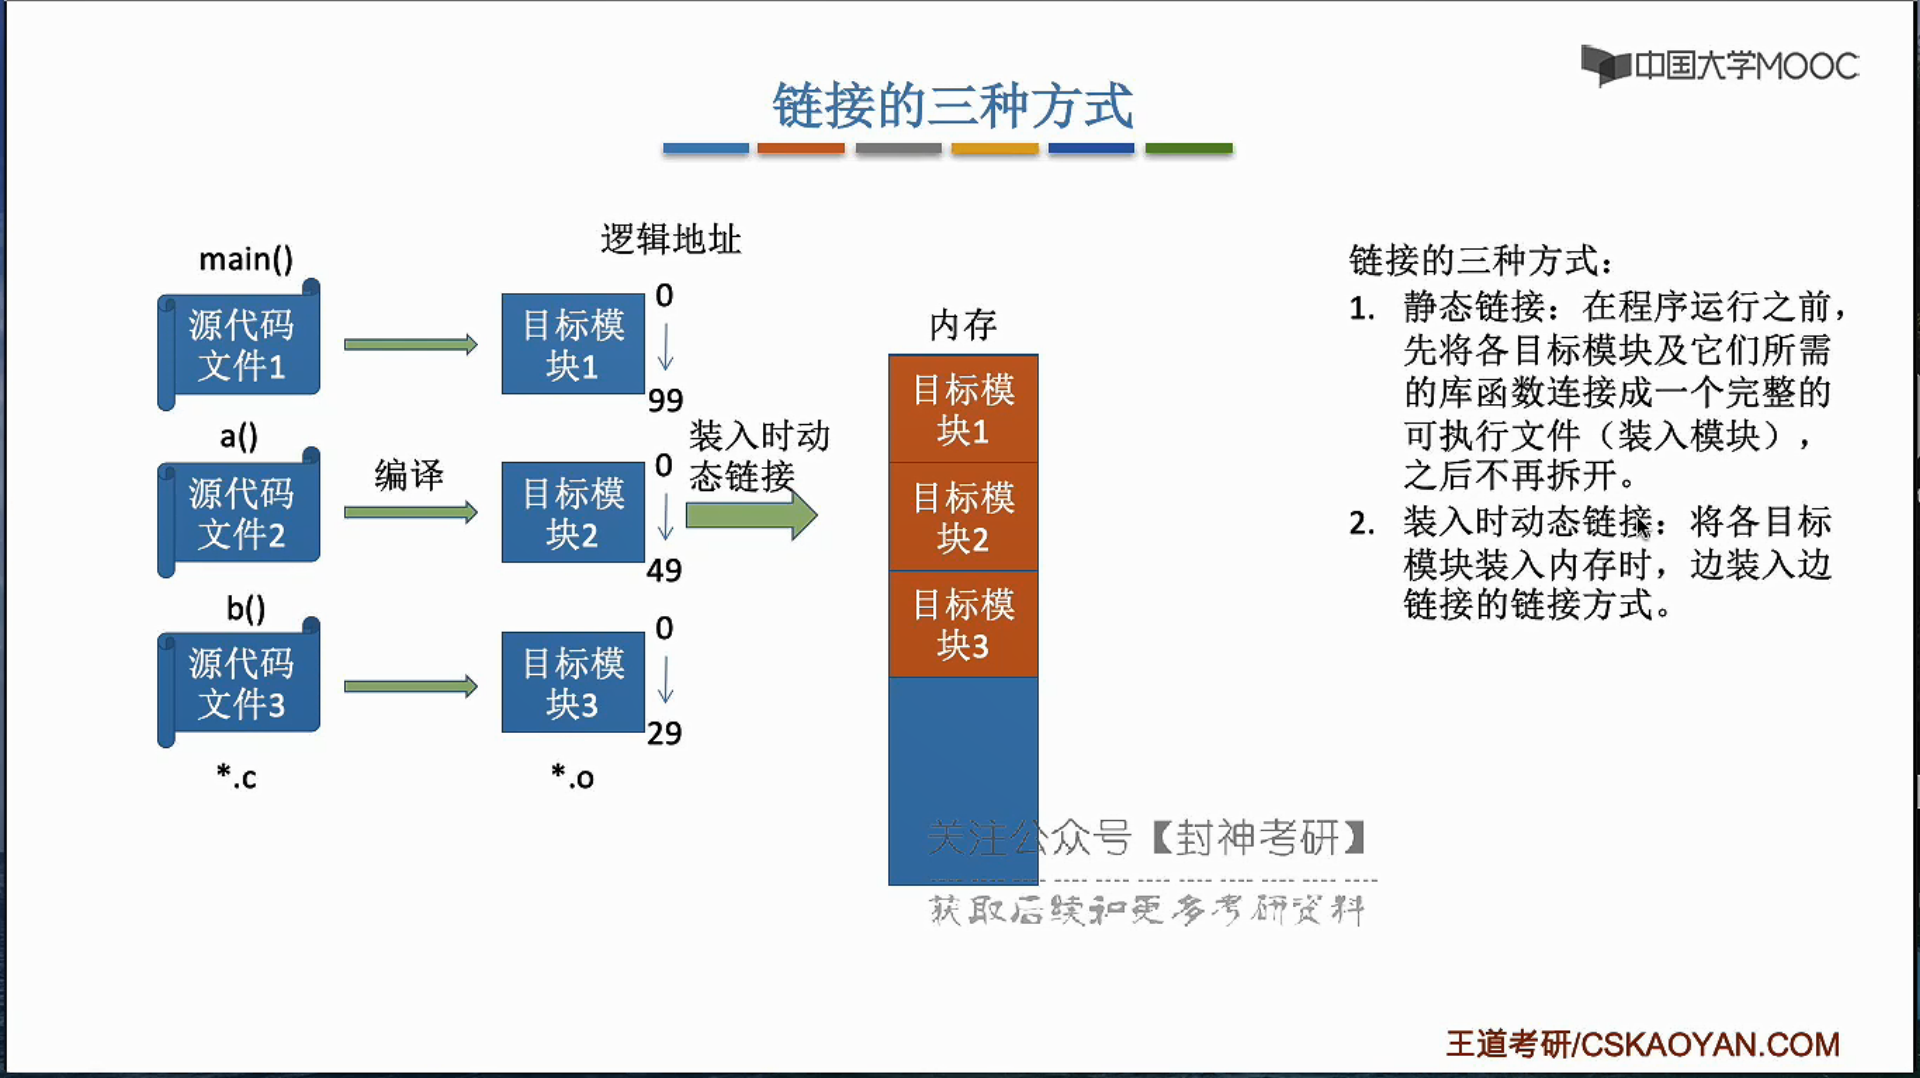 中国大学MOOC
链接的三种方式
逻辑地址
main()
源代码
文件1
目标模
块1
0
99
a()
源代码
文件2
编译
目标模
块2
0
49
装入时动
态链接
b()
源代码
文件3
目标模
块3
0
29
*.c
*.o
内存
目标模
块1
目标模
块2
目标模
块3
链接的三种方式：
1. 静态链接：在程序运行之前，
先将各目标模块及它们所需
的库函数连接成一个完整的
可执行文件（装入模块），
之后不再拆开。
2. 装入时动态链接：将各目标
模块装入内存时，边装入边
链接的链接方式。
关注公众号【封神考研】
获取后续和更多考研资料
王道考研/CSKAOYAN.COM